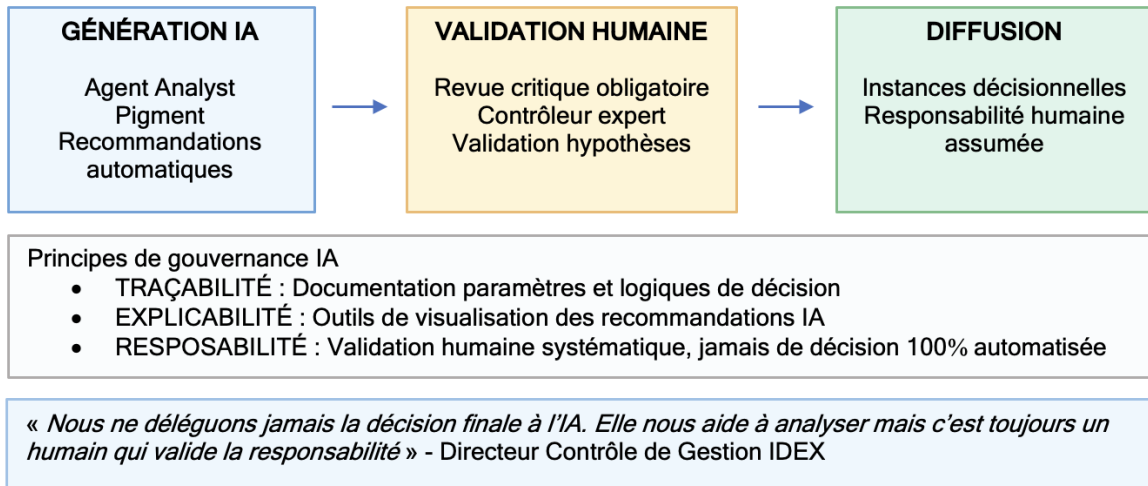 GÉNÉRATION IA
Agent Analyst
Pigment
Recommandations
automatiques
VALIDATION HUMAINE
Revue critique obligatoire
Contrôleur expert
Validation hypothèses
DIFFUSION
Instances décisionnelles
Responsabilité humaine
assumée
Principes de gouvernance IA
• TRAÇABILITÉ : Documentation paramètres et logiques de décision
• EXPLICABILITÉ : Outils de visualisation des recommandations IA
• RESPOSABILITÉ : Validation humaine systématique, jamais de décision 100% automatisée
« Nous ne déléguons jamais la décision finale à l’IA. Elle nous aide à analyser mais c’est toujours un
humain qui valide la responsabilité » - Directeur Contrôle de Gestion IDEX